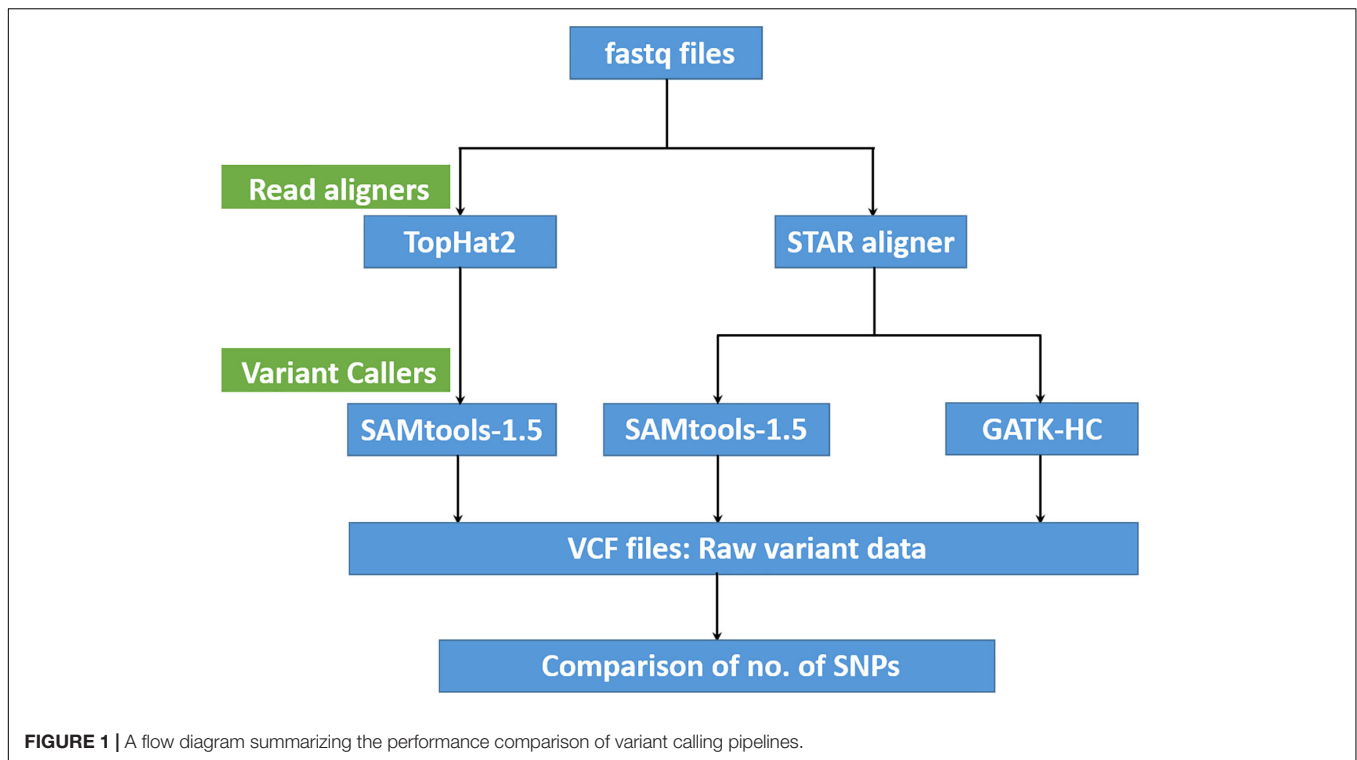 fastq files
Read aligners
TopHat2
STAR aligner
Variant Callers
SAMtools-1.5
SAMtools-1.5
GATK-HC
VCF files: Raw variant data
Comparison of no. of SNPs
FIGURE 1 | A flow diagram summarizing the performance comparison of variant calling pipelines.